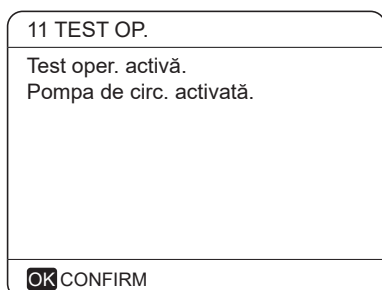 11 TEST OP.
Test oper. activă.
Pompa de circ. activată.
OK CONFIRM